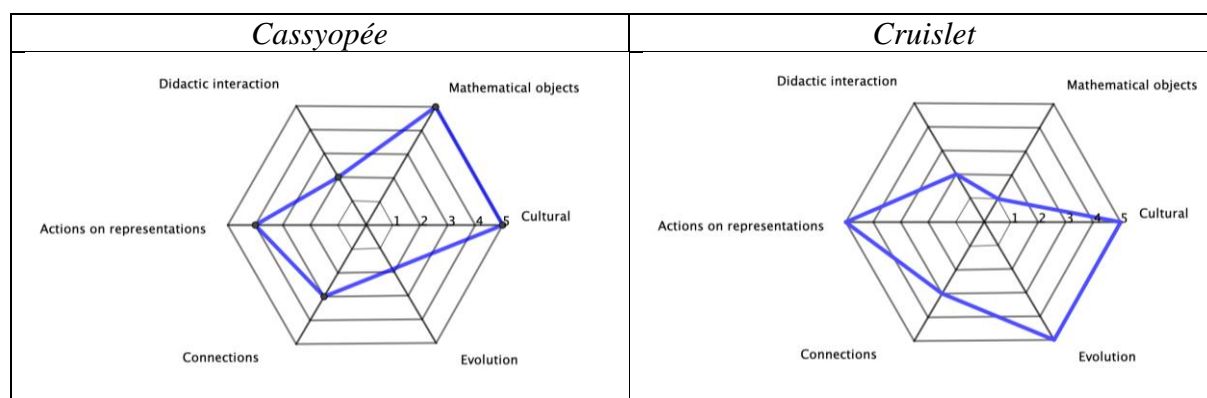 Cassyopée
Cruislet
Didactic interaction
Mathematical objects
1 2 3 4 5
Cultural
Actions on representations
Connections
Evolution
Didactic interaction
Mathematical objects
1 2 3 4 5
Cultural
Actions on representations
Connections
Evolution